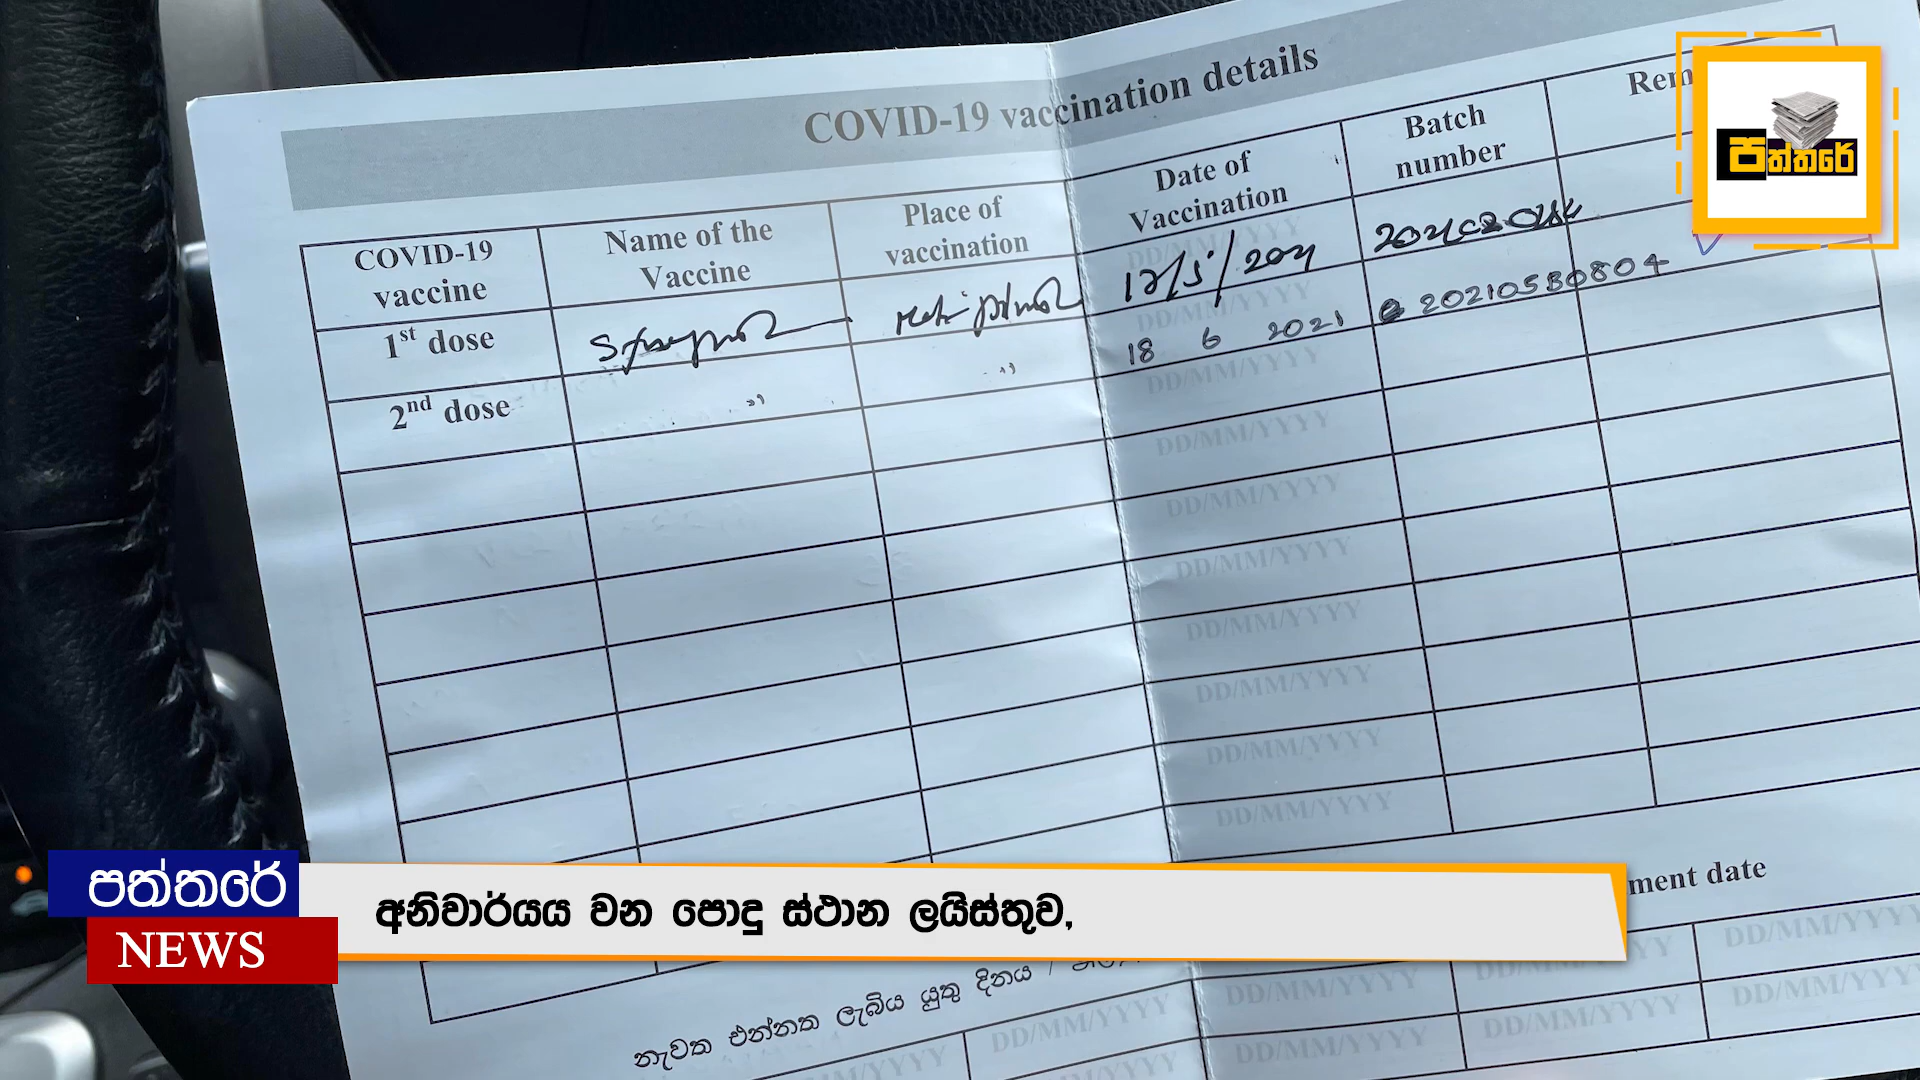 COVID-19 vaccination details
COVID-19
vaccine
Name of the
Vaccine
Place of
vaccination
Date of
Vaccination
Batch
number
Rem
පත්තරේ
1st dose
18 6 2021
202105B0804
2nd dose
DD/MM/YYYY
DD/MM/YYYY
DD/MM/YYYY
DD/MM/YYYY
DD/MM/YYYY
DD/MM/YYYY
DD/MM/YYYY
DD/MM/YYYY
DD/MM/YYYY
පත්තරේ
NEWS
අනිවාර්යය වන පොදු ස්ථාන ලයිස්තුව,
ment date
නැවත එන්නත ලැබිය යුතු දිනය /
DD/MM/YYYY DD/MM/YYYY DD/MM/YYYY
DD/MM/YYYY DD/MM/YYYY DD/MM/YYYY